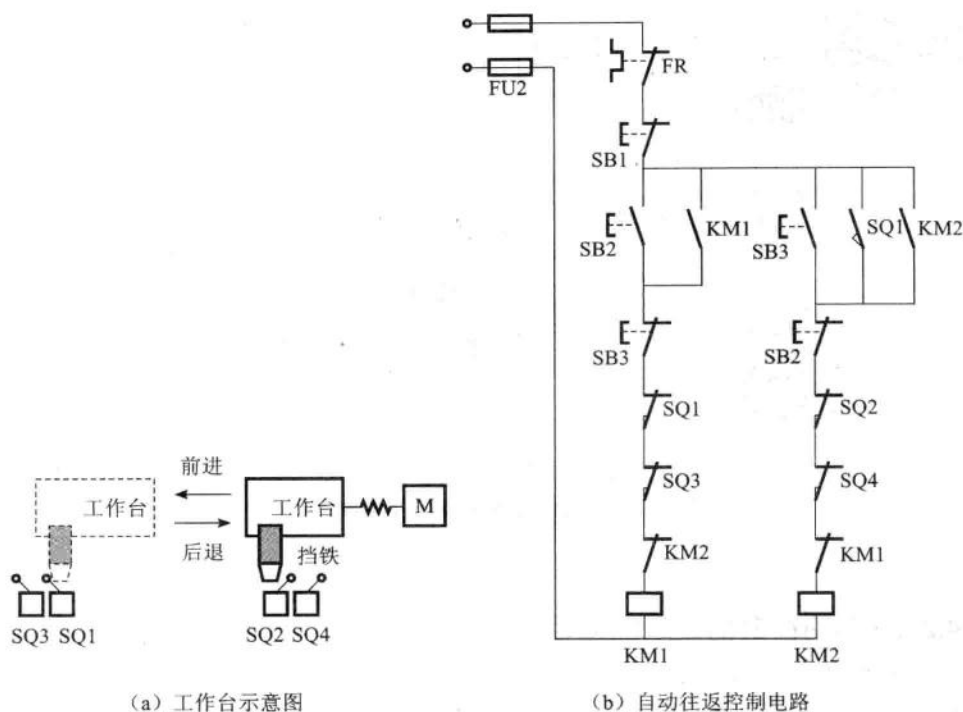 FU2
FR
SB1
SB2
KM1
SB3
SQ1
KM2
SB3
SB2
SQ1
SQ2
SQ3
SQ4
KM2
KM1
KM1
KM2
前进
工作台
工作台
M
后退
挡铁
SQ3
SQ1
SQ2
SQ4
(a) 工作台示意图
(b) 自动往返控制电路